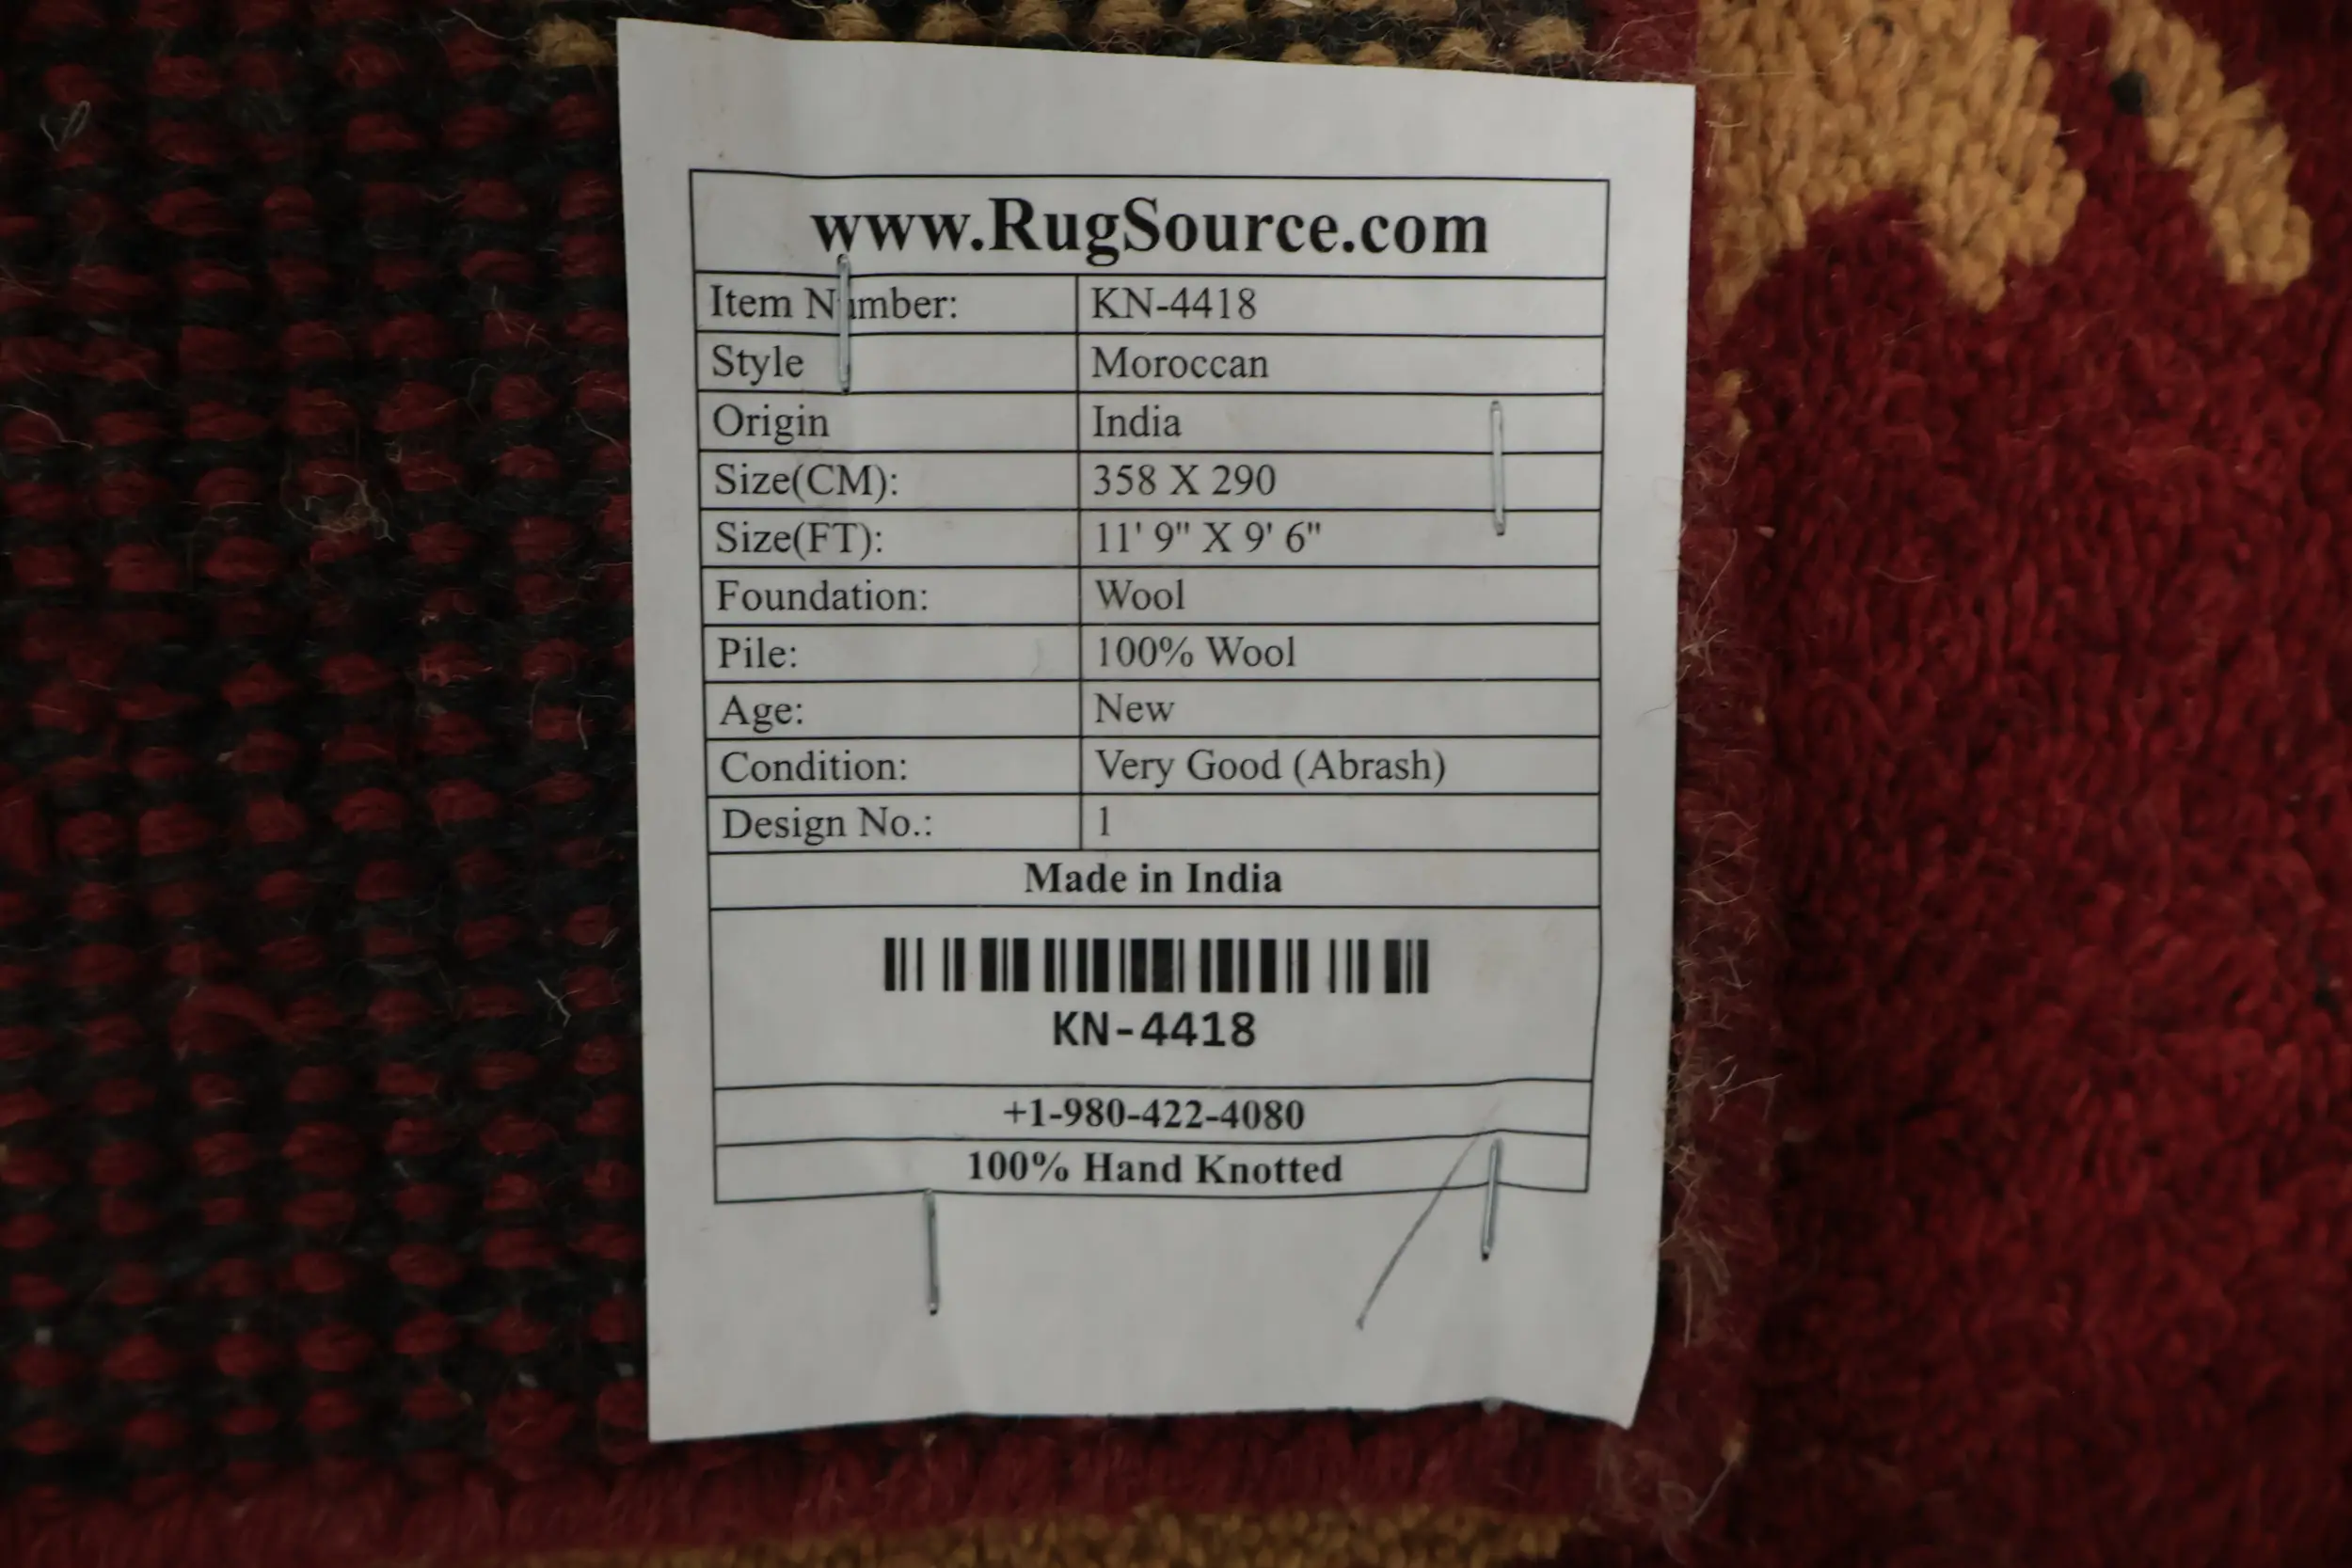 www.RugSource.com
Item Number: KN-4418
Style Moroccan
Origin India
Size(CM): 358 X 290
Size(FT): 11' 9" X 9' 6"
Foundation: Wool
Pile: 100% Wool
Age: New
Condition: Very Good (Abrash)
Design No.: 1
Made in India
KN-4418
+1-980-422-4080
100% Hand Knotted